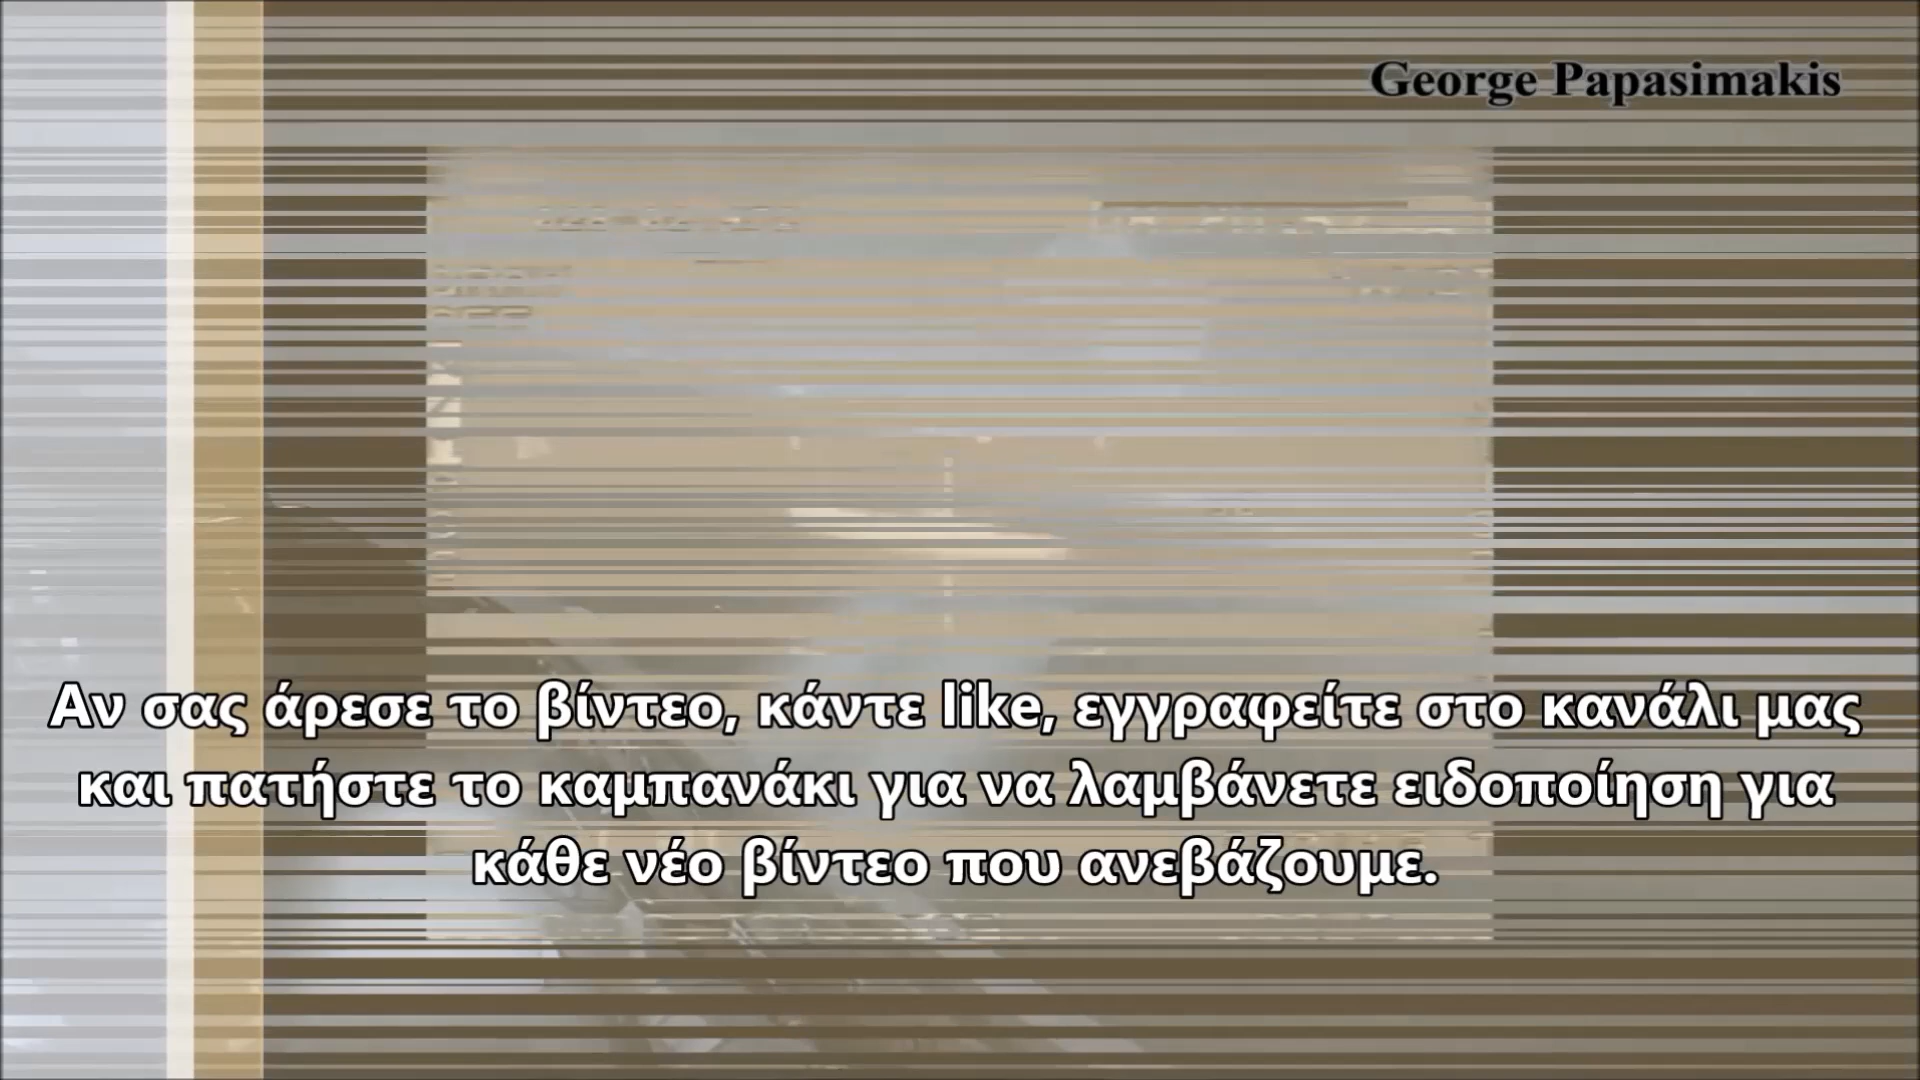 George Papasimakis
Αν σας άρεσε το βίντεο, κάντε like, εγγραφείτε στο κανάλι μας
και πατήστε το καμπανάκι για να λαμβάνετε ειδοποίηση για
κάθε νέο βίντεο που ανεβάζουμε.